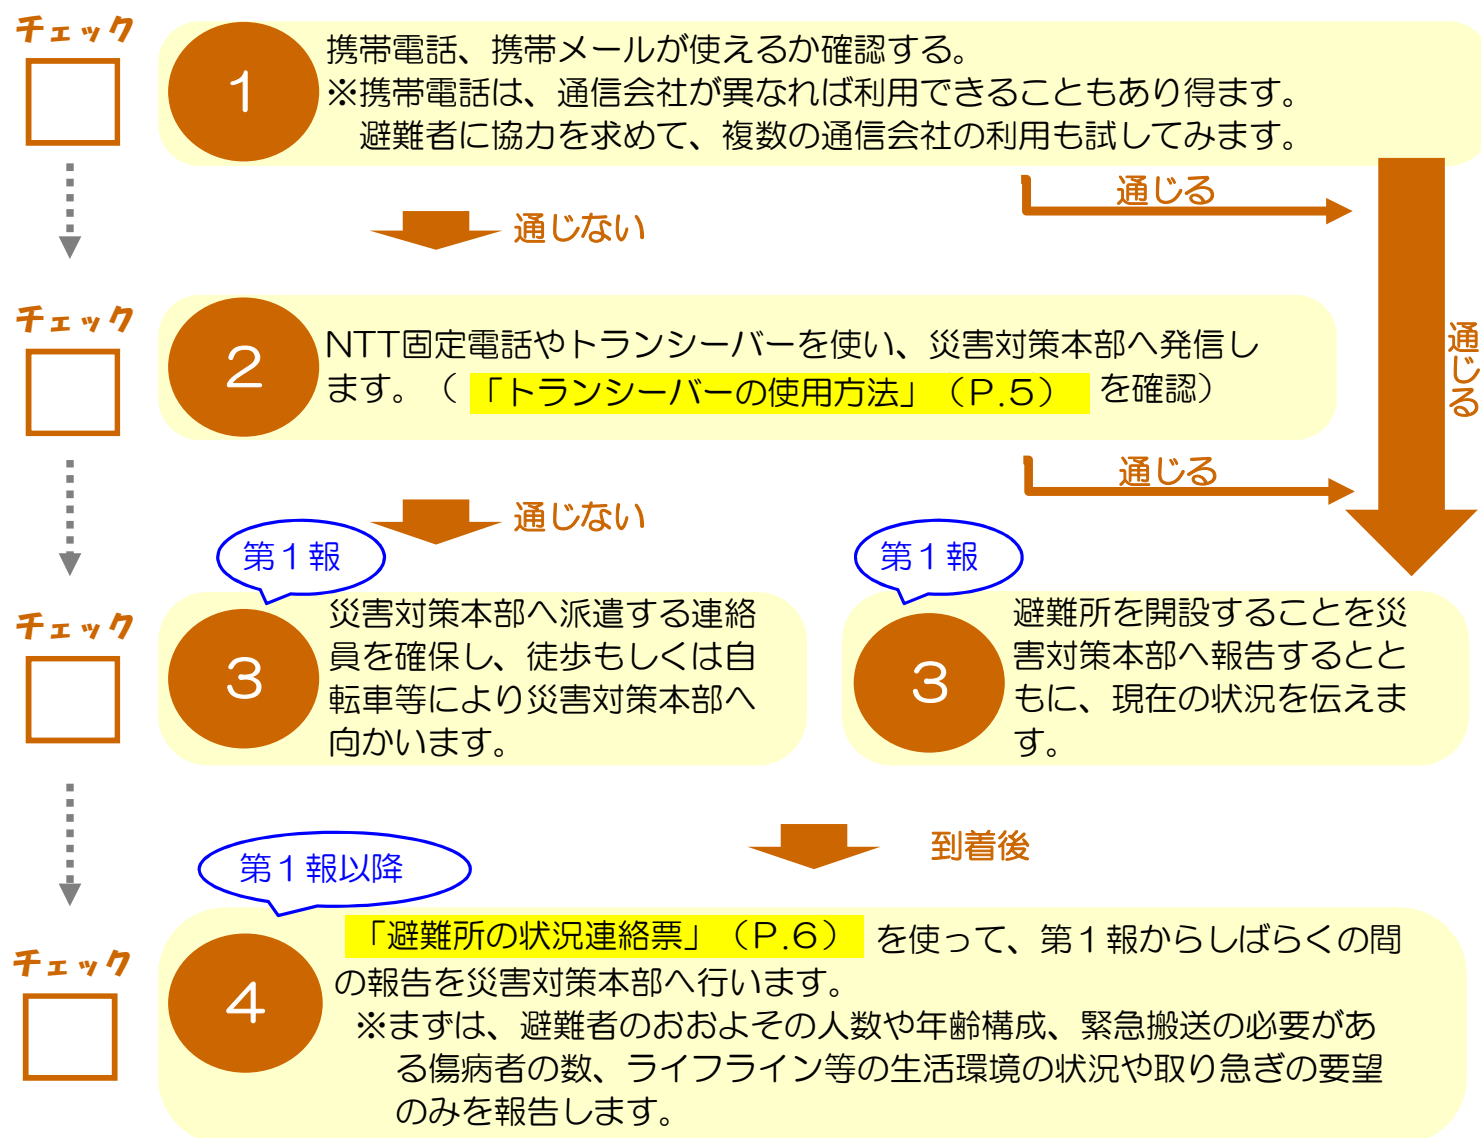 チェック
1
携帯電話、携帯メールが使えるか確認する。
※携帯電話は、通信会社が異なれば利用できることもあり得ます。
避難者に協力を求めて、複数の通信会社の利用も試してみます。
通じる
通じない
通じる
チェック
2
NTT固定電話やトランシーバーを使い、災害対策本部へ発信し
ます。（「トランシーバーの使用方法」（P.5）を確認）
通じる
通じない
第1報
チェック
3
災害対策本部へ派遣する連絡
員を確保し、徒歩もしくは自
転車等により災害対策本部へ
向かいます。
第1報
3
避難所を開設することを災
害対策本部へ報告するとと
もに、現在の状況を伝えま
す。
到着後
第1報以降
チェック
4
「避難所の状況連絡票」（P.6）を使って、第1報からしばらくの間
の報告を災害対策本部へ行います。
※まずは、避難者のおおよその人数や年齢構成、緊急搬送の必要があ
る傷病者の数、ライフライン等の生活環境の状況や取り急ぎの要望
のみを報告します。